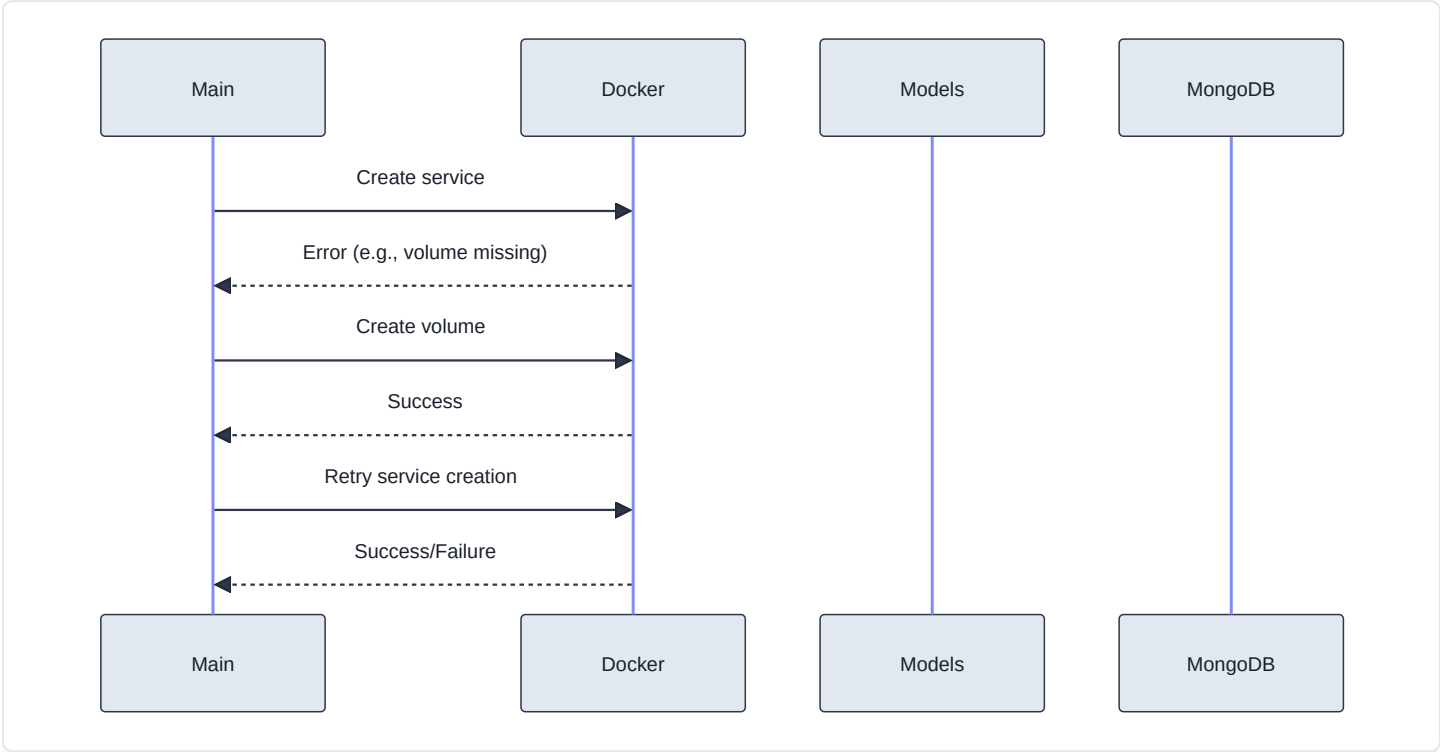 Main
Docker
Models
MongoDB
Create service
Error (e.g., volume missing)
Create volume
Success
Retry service creation
Success/Failure
Main
Docker
Models
MongoDB